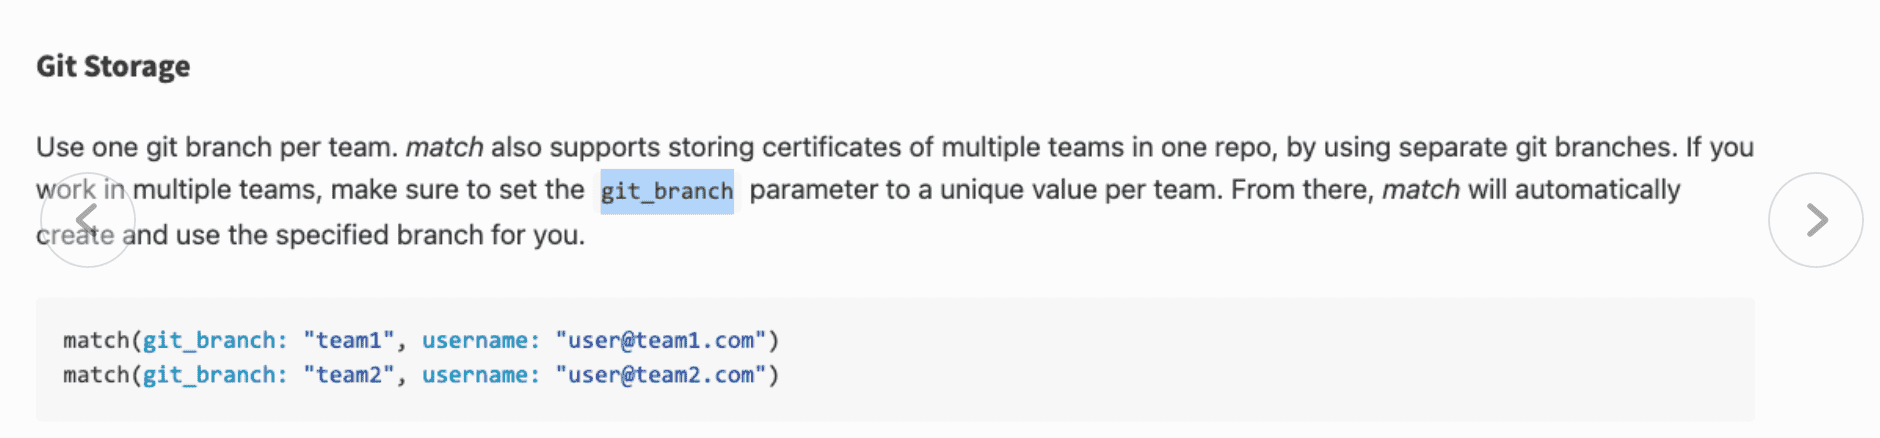 Git Storage
Use one git branch per team. match also supports storing certificates of multiple teams in one repo, by using separate git branches. If you
work in multiple teams, make sure to set the git_branch parameter to a unique value per team. From there, match will automatically
create and use the specified branch for you.
match(git_branch: "team1", username: "user@team1.com")
match(git_branch: "team2", username: "user@team2.com")